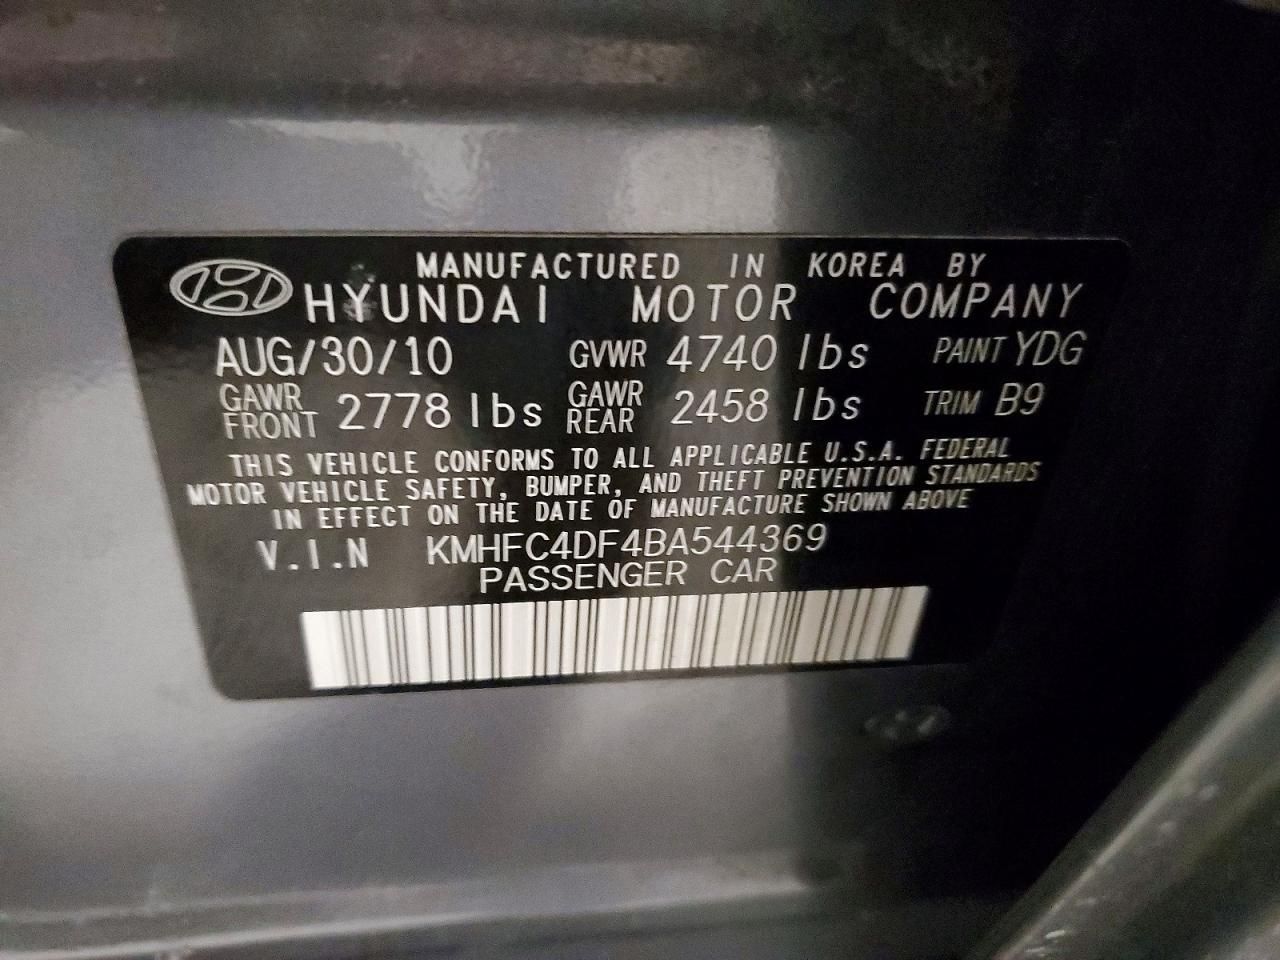 MANUFACTURED IN KOREA BY
HYUNDAI MOTOR COMPANY
AUG/30/10 GVWR 4740 lbs PAINT YDG
GAWR FRONT 2778 lbs GAWR REAR 2458 lbs TRIM B9
THIS VEHICLE CONFORMS TO ALL APPLICABLE U.S.A. FEDERAL
MOTOR VEHICLE SAFETY, BUMPER, AND THEFT PREVENTION STANDARDS
IN EFFECT ON THE DATE OF MANUFACTURE SHOWN ABOVE
V.I.N KMHFC4DF4BA544369
PASSENGER CAR